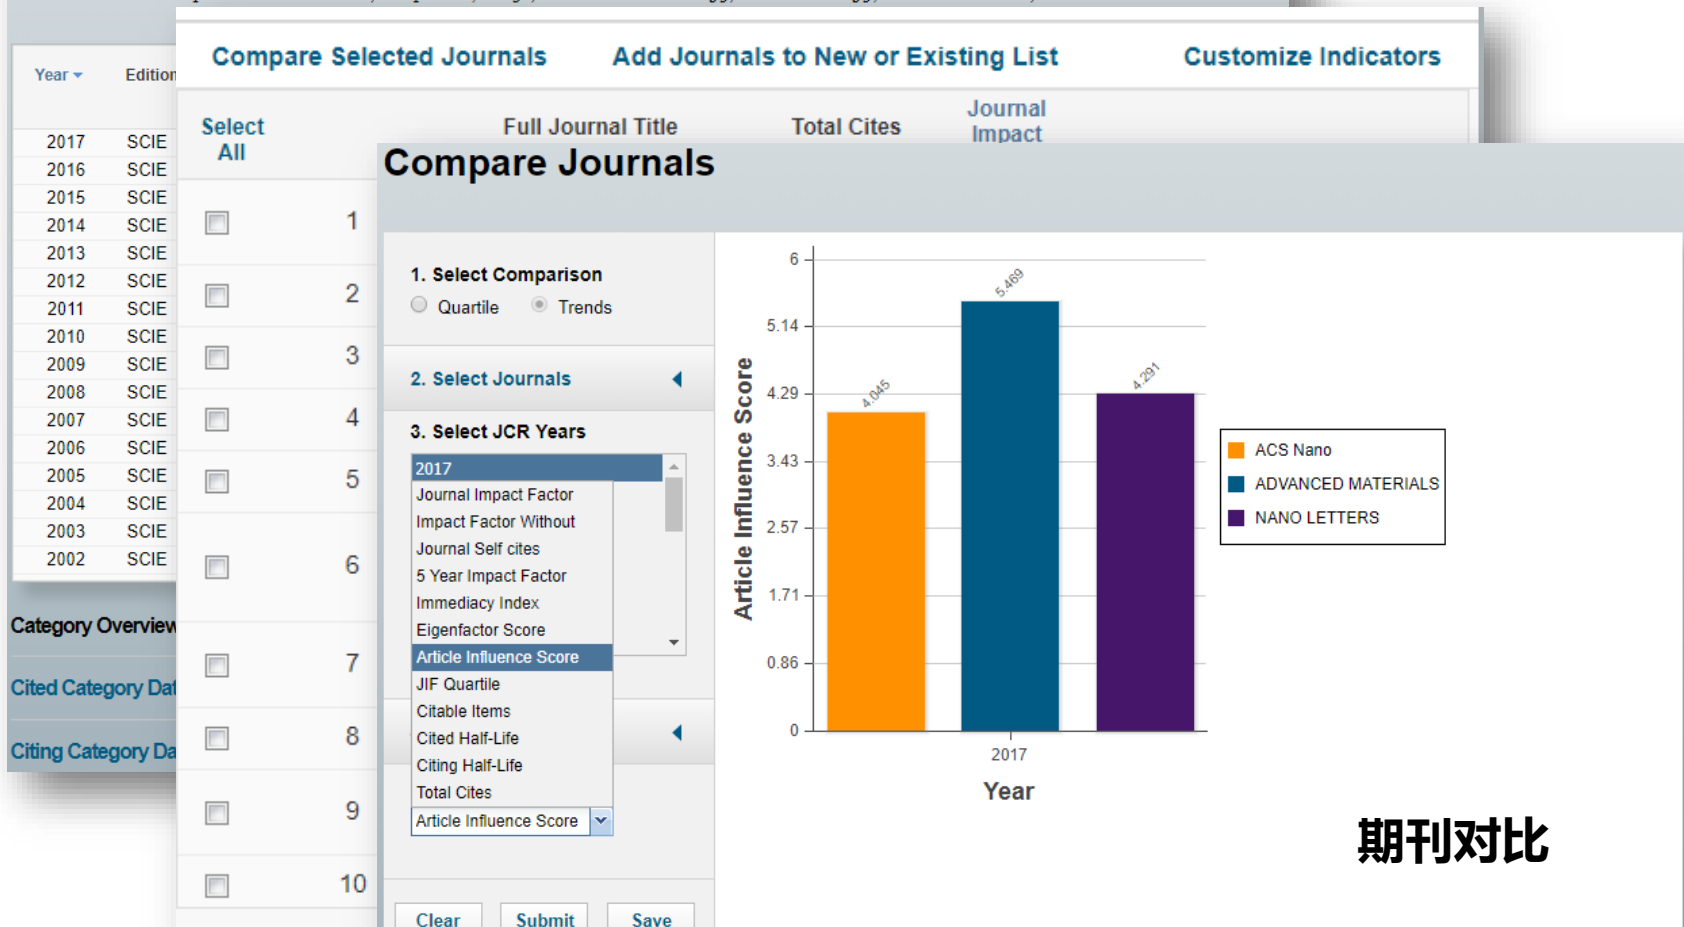 Year
Edition
2017 SCIE
2016 SCIE
2015 SCIE
2014 SCIE
2013 SCIE
2012 SCIE
2011 SCIE
2010 SCIE
2009 SCIE
2008 SCIE
2007 SCIE
2006 SCIE
2005 SCIE
2004 SCIE
2003 SCIE
2002 SCIE
Category Overview
Cited Category Dat
Citing Category Da
Compare Selected Journals
Add Journals to New or Existing List
Customize Indicators
Select
All
Full Journal Title
Total Cites
Journal
Impact
1
2
3
4
5
6
7
8
9
10
Compare Journals
1. Select Comparison
Quartile Trends
2. Select Journals
3. Select JCR Years
2017
Journal Impact Factor
Impact Factor Without
Journal Self cites
5 Year Impact Factor
Immediacy Index
Eigenfactor Score
Article Influence Score
JIF Quartile
Citable Items
Cited Half-Life
Citing Half-Life
Total Cites
Article Influence Score
Clear
Submit
Save
Article Influence Score
6
5.14
4.29
3.43
2.57
1.71
0.86
0
4.045
5.469
4.291
2017
Year
ACS Nano
ADVANCED MATERIALS
NANO LETTERS
期刊对比